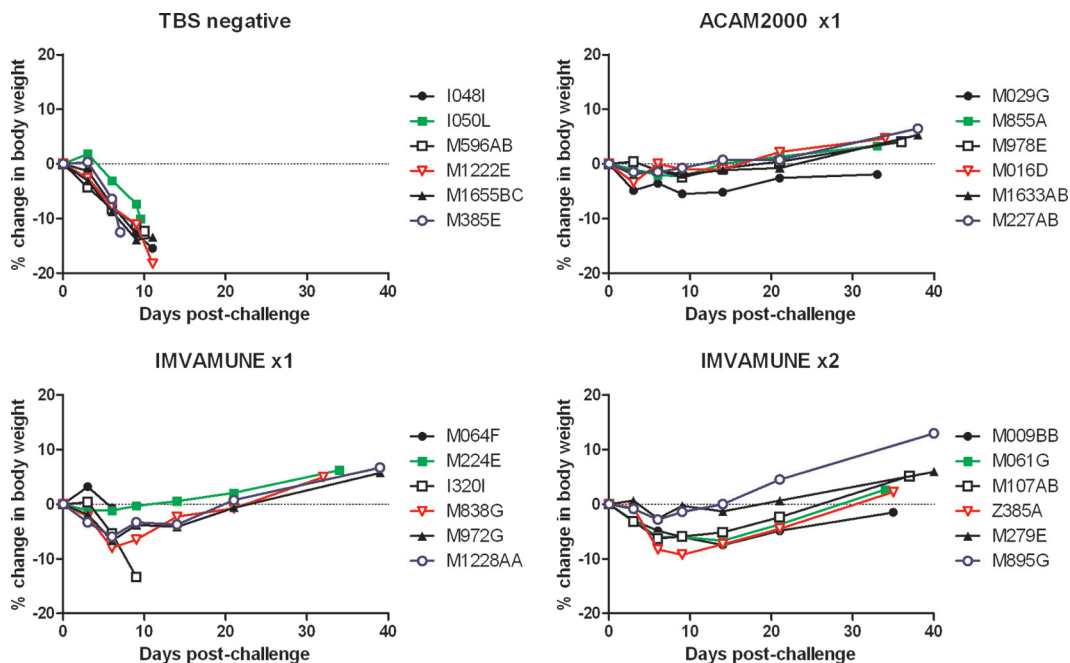 TBS negative
% change in body weight
20
10
0
-10
-20
0 10 20 30 40
Days post-challenge
I048I
I050L
M596AB
M1222E
M1655BC
M385E
ACAM2000 x1
% change in body weight
20
10
0
-10
-20
0 10 20 30 40
Days post-challenge
M029G
M855A
M978E
M016D
M1633AB
M227AB
IMVAMUNE x1
% change in body weight
20
10
0
-10
-20
0 10 20 30 40
Days post-challenge
M064F
M224E
I320I
M838G
M972G
M1228AA
IMVAMUNE x2
% change in body weight
20
10
0
-10
-20
0 10 20 30 40
Days post-challenge
M009BB
M061G
M107AB
Z385A
M279E
M895G